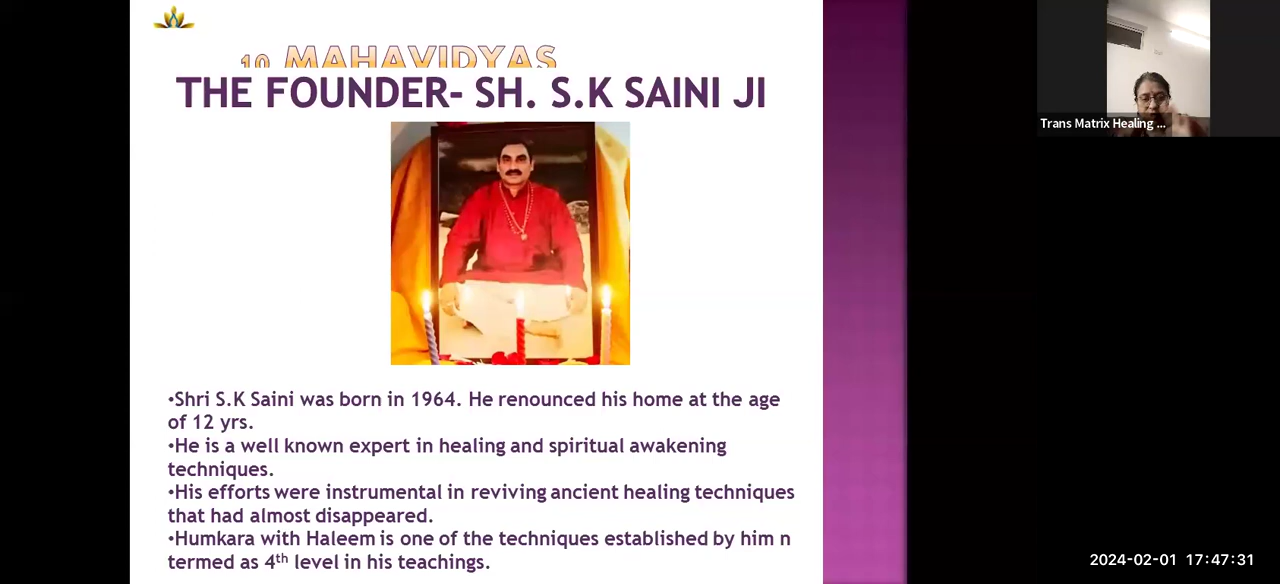 10 MAHAVIDYAS
THE FOUNDER- SH. S.K SAINI JI
Trans Matrix Healing ...
•Shri S.K Saini was born in 1964. He renounced his home at the age
of 12 yrs.
•He is a well known expert in healing and spiritual awakening
techniques.
•His efforts were instrumental in reviving ancient healing techniques
that had almost disappeared.
•Humkara with Haleem is one of the techniques established by him n
termed as 4th level in his teachings.
2024-02-01 17:47:31